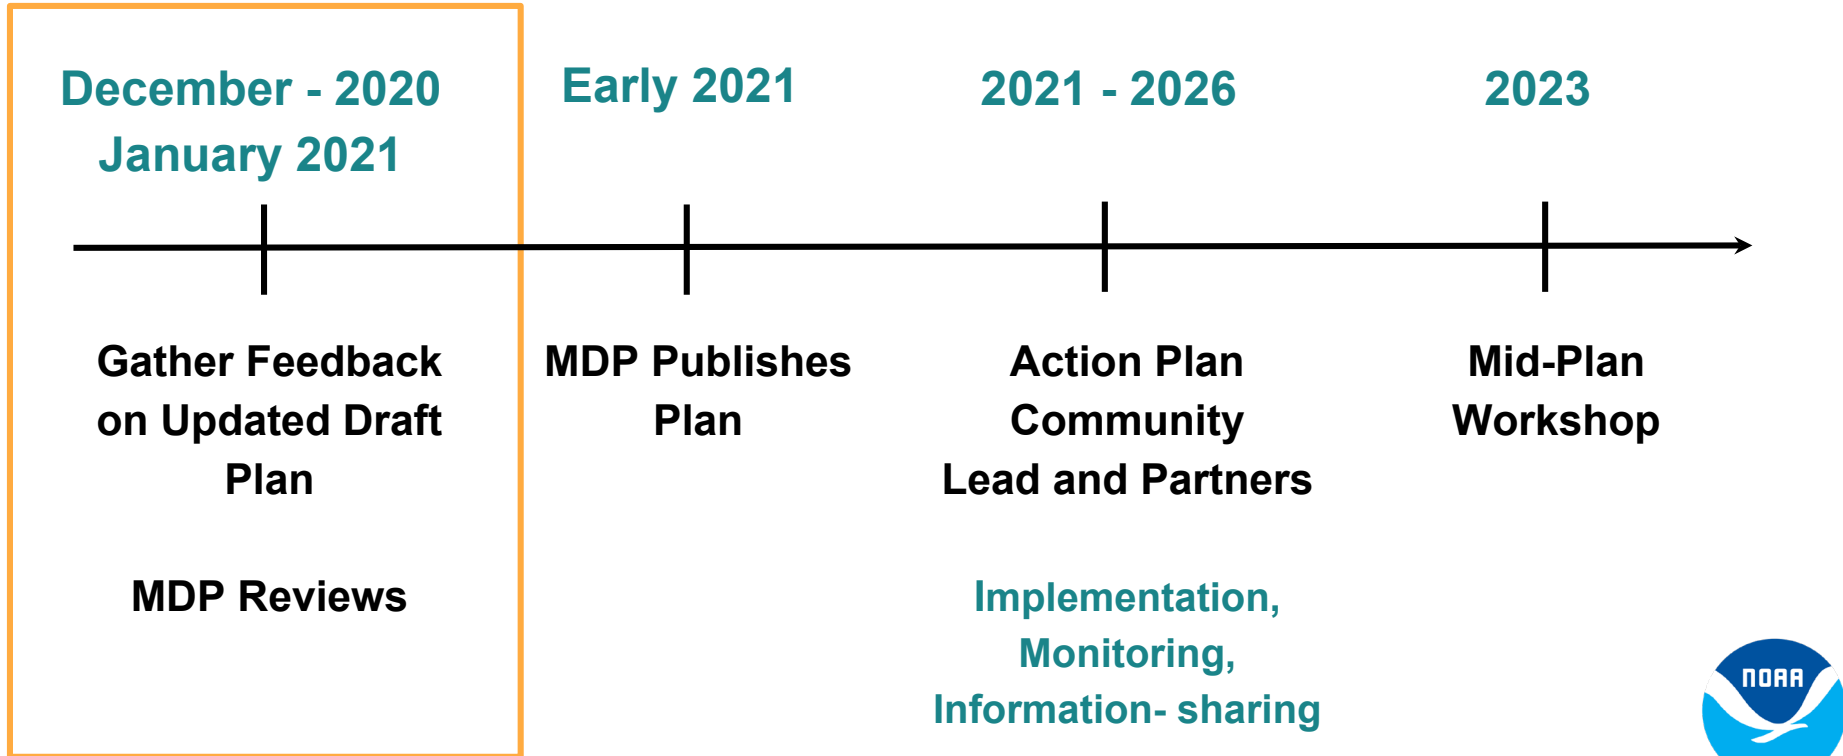 December - 2020
January 2021
Early 2021
2021 - 2026
2023
Gather Feedback
on Updated Draft
Plan
MDP Reviews
MDP Publishes
Plan
Action Plan
Community
Lead and Partners
Implementation,
Monitoring,
Information- sharing
Mid-Plan
Workshop
NOAA